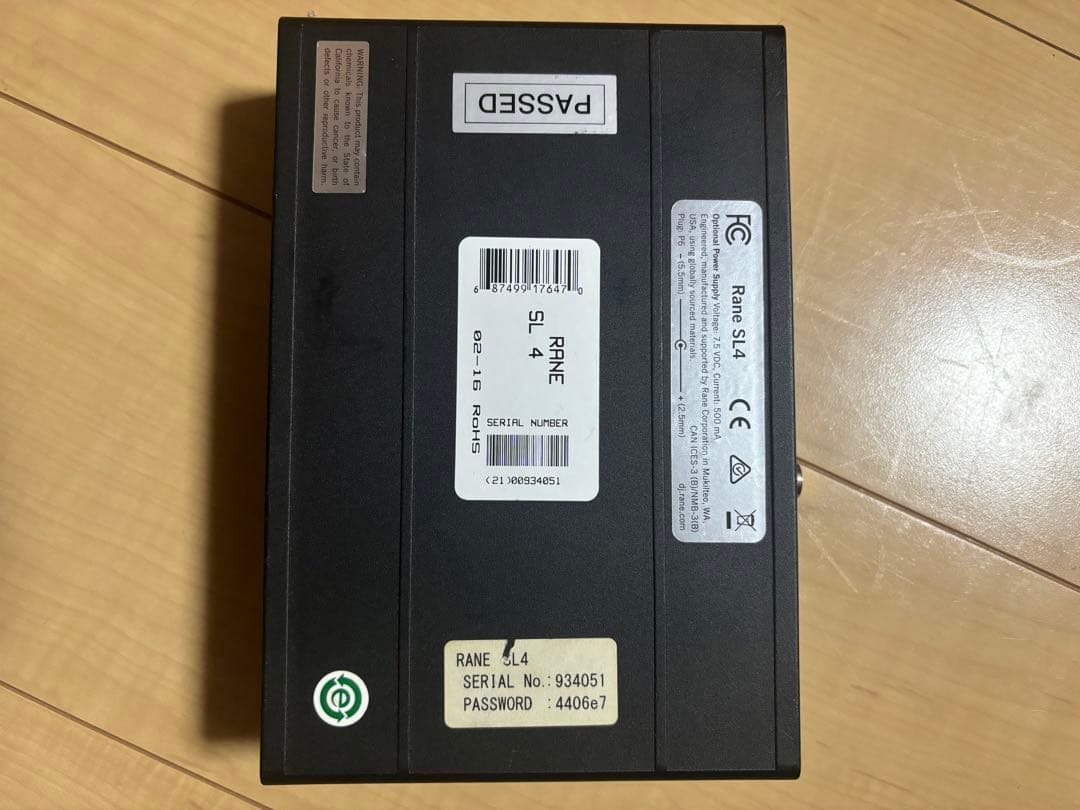 WARNING: This product may contain
chemicals known to the State of
California to cause cancer, or birth
defects or other reproductive harm.
PASSED
6 87499 17647 0
RANE
SL 4
02-16 RoHS
SERIAL NUMBER
(21)00934051
FC Rane SL4 CE
Optional Power Supply Voltage: 7.5 VDC, Current: 500 mA
Engineered, manufactured and supported by Rane Corporation in Mukilteo, WA,
USA, using globally sourced materials.
CAN ICES-3 (B)/NMB-3(B)
Plug: P6 - (5.5mm) + (2.5mm)
dj.rane.com
e
RANE SL4
SERIAL No.:934051
PASSWORD :4406e7